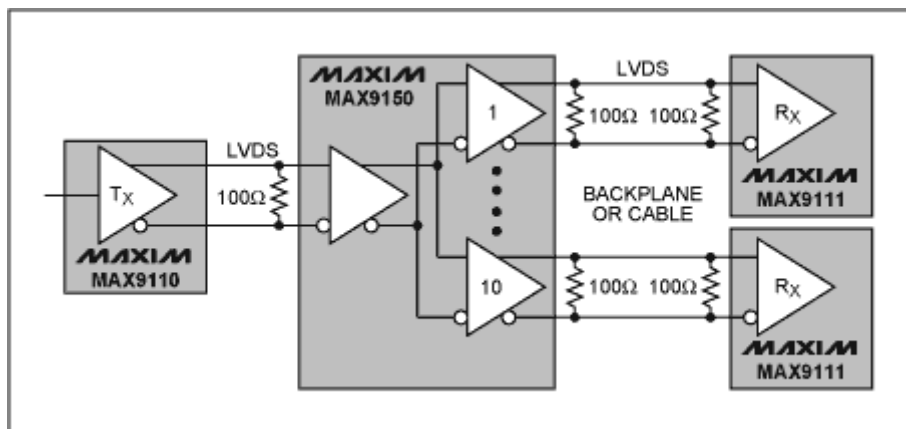 MAXIM
MAX9150
LVDS
1
100Ω 100Ω
RX
MAXIM
MAX9111
LVDS
TX
100Ω
MAXIM
MAX9110
BACKPLANE
OR CABLE
10
100Ω 100Ω
RX
MAXIM
MAX9111